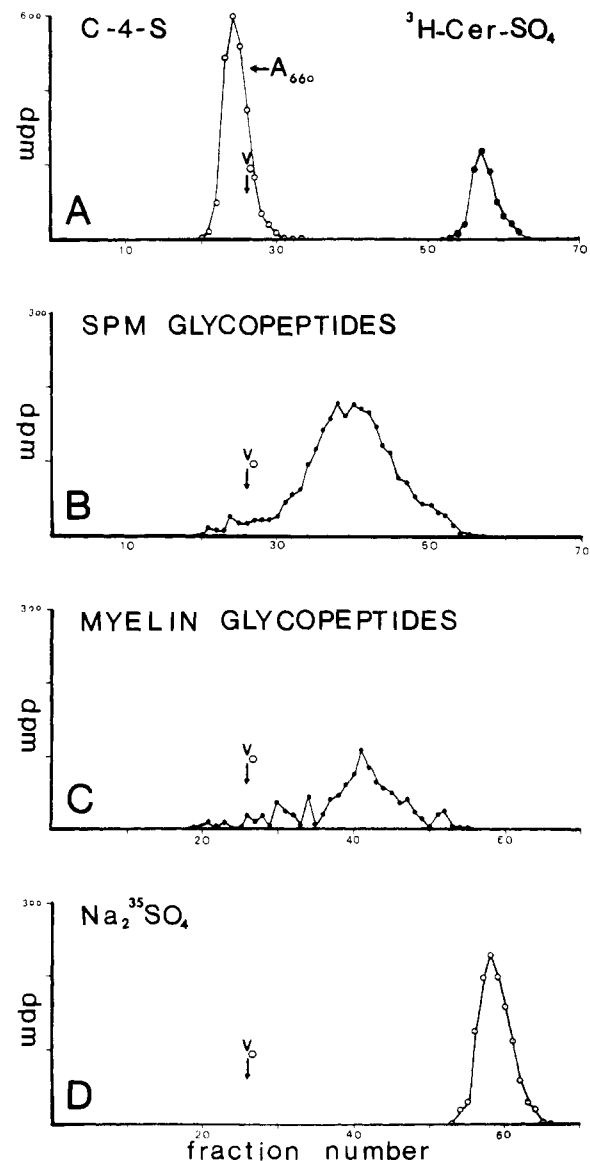 600
C-4-S ³H-Cer-SO₄
←A₆₆₀
dpm
V₀
A
10 30 40 50 70
300
SPM GLYCOPEPTIDES
dpm
V₀
B
10 30 50 70
300
MYELIN GLYCOPEPTIDES
dpm
V₀
C
20 40 60
300
Na₂³⁵SO₄
dpm
V₀
D
20 40 60
fraction number